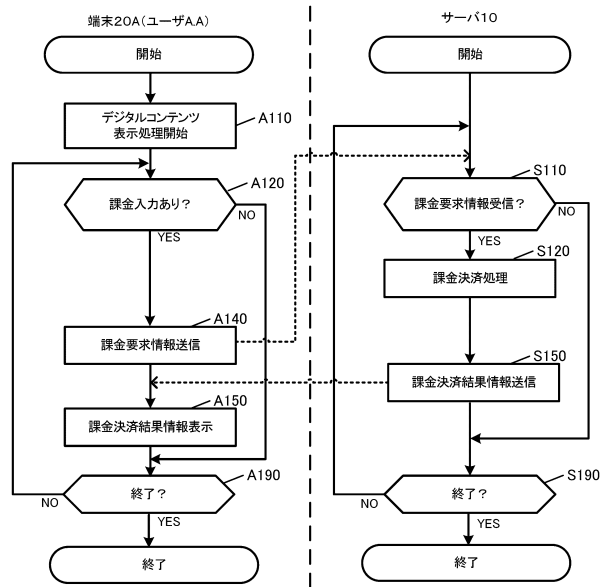 端末20A(ユーザA.A)
開始
デジタルコンテンツ
表示処理開始
A110
課金入力あり?
A120
NO
YES
課金要求情報送信
A140
課金決済結果情報表示
A150
終了?
A190
NO
YES
終了
サーバ10
開始
課金要求情報受信?
S110
NO
YES
課金決済処理
S120
課金決済結果情報送信
S150
終了?
S190
NO
YES
終了